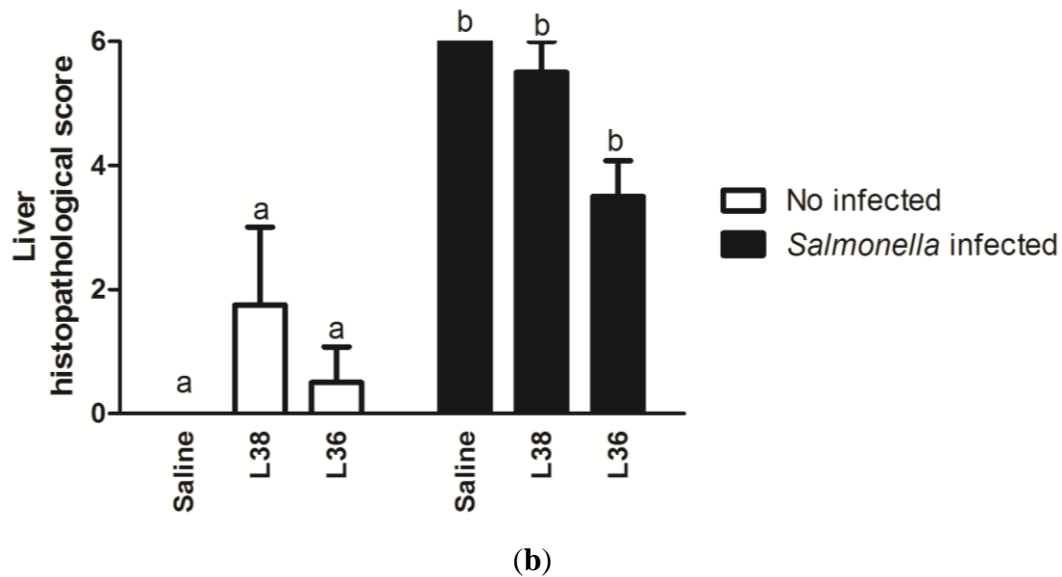 Liver
histopathological score
6
4
2
0
a
a
a
b
b
b
Saline
L38
L36
Saline
L38
L36
No infected
Salmonella infected
(b)